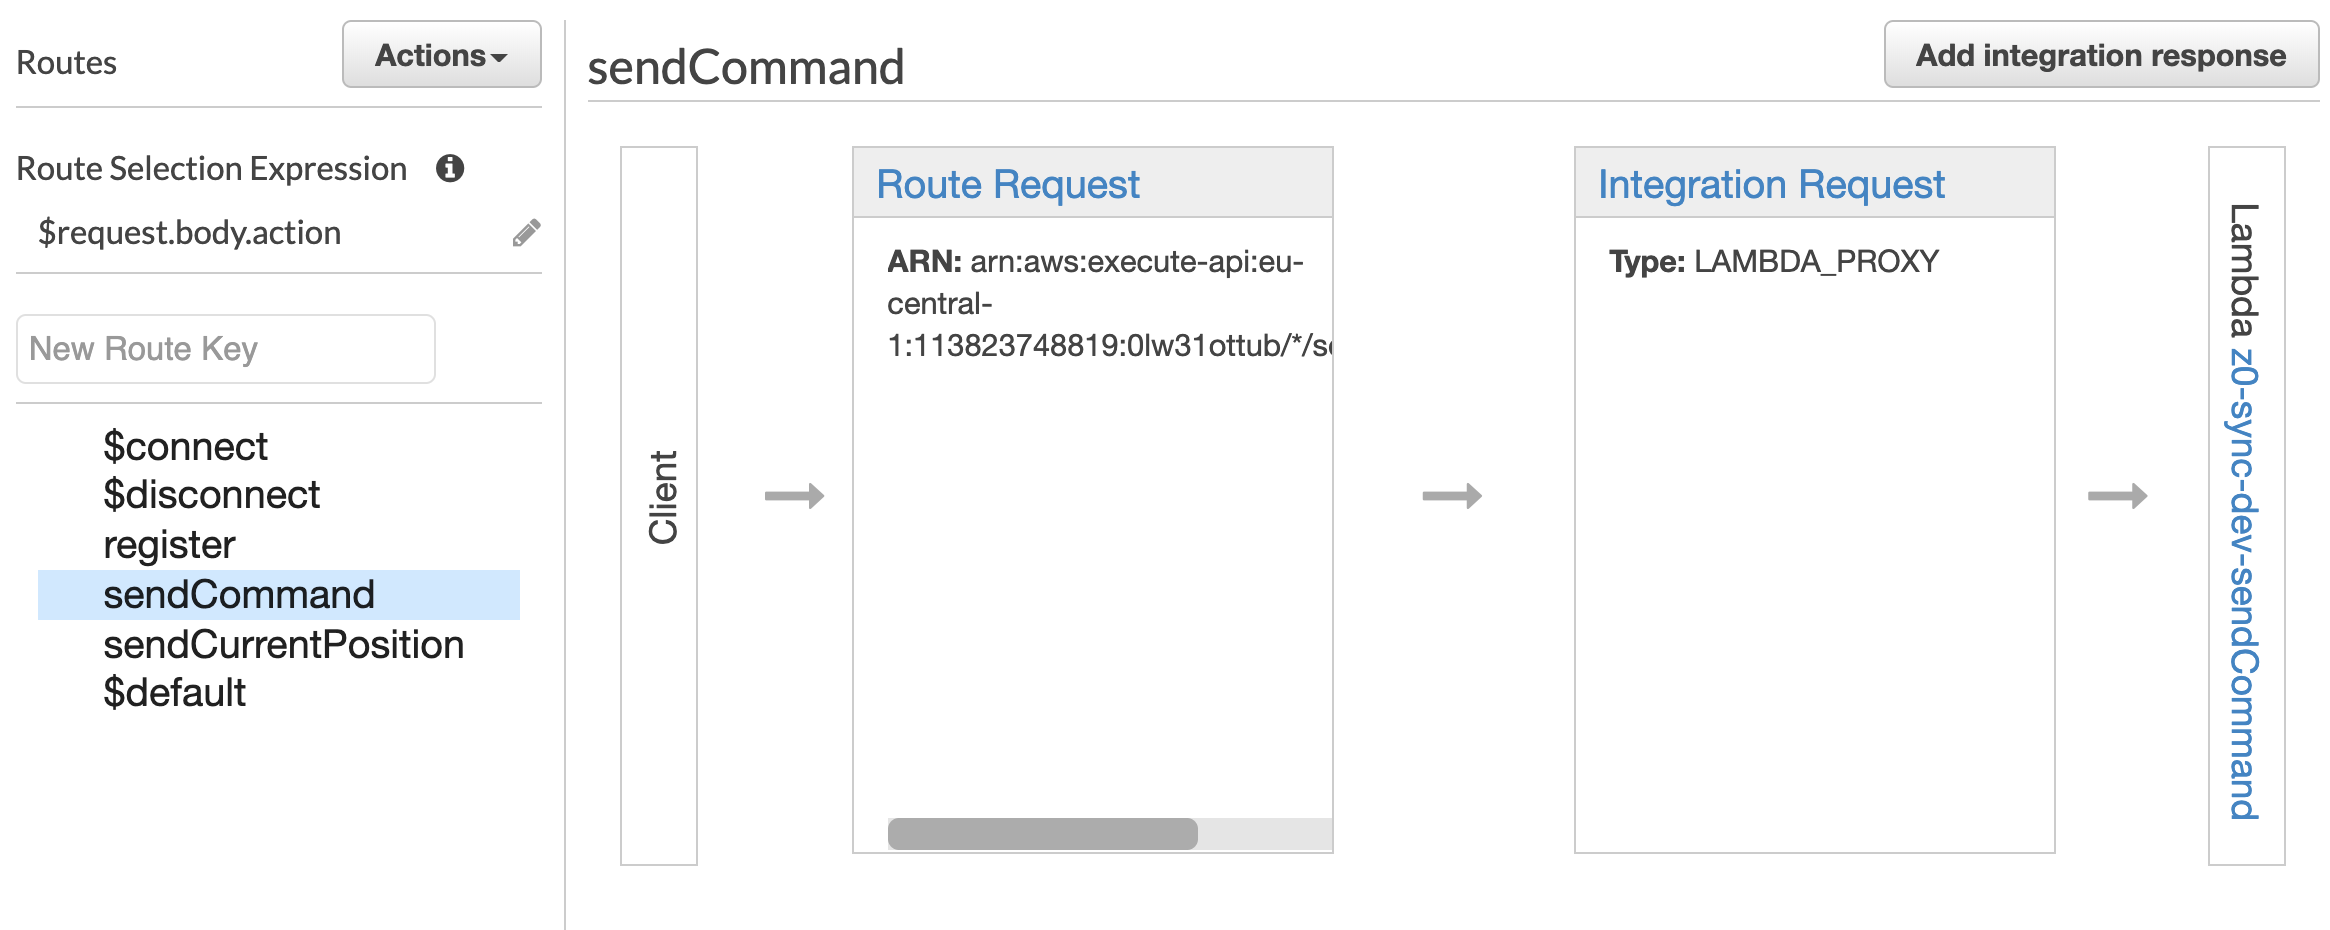 Routes
Actions
Route Selection Expression
$request.body.action
New Route Key
$connect
$disconnect
register
sendCommand
sendCurrentPosition
$default
sendCommand
Add integration response
Client
Route Request
ARN: arn:aws:execute-api:eu-
central-
1:113823748819:0lw31ottub/*/se
Integration Request
Type: LAMBDA_PROXY
Lambda z0-sync-dev-sendCommand